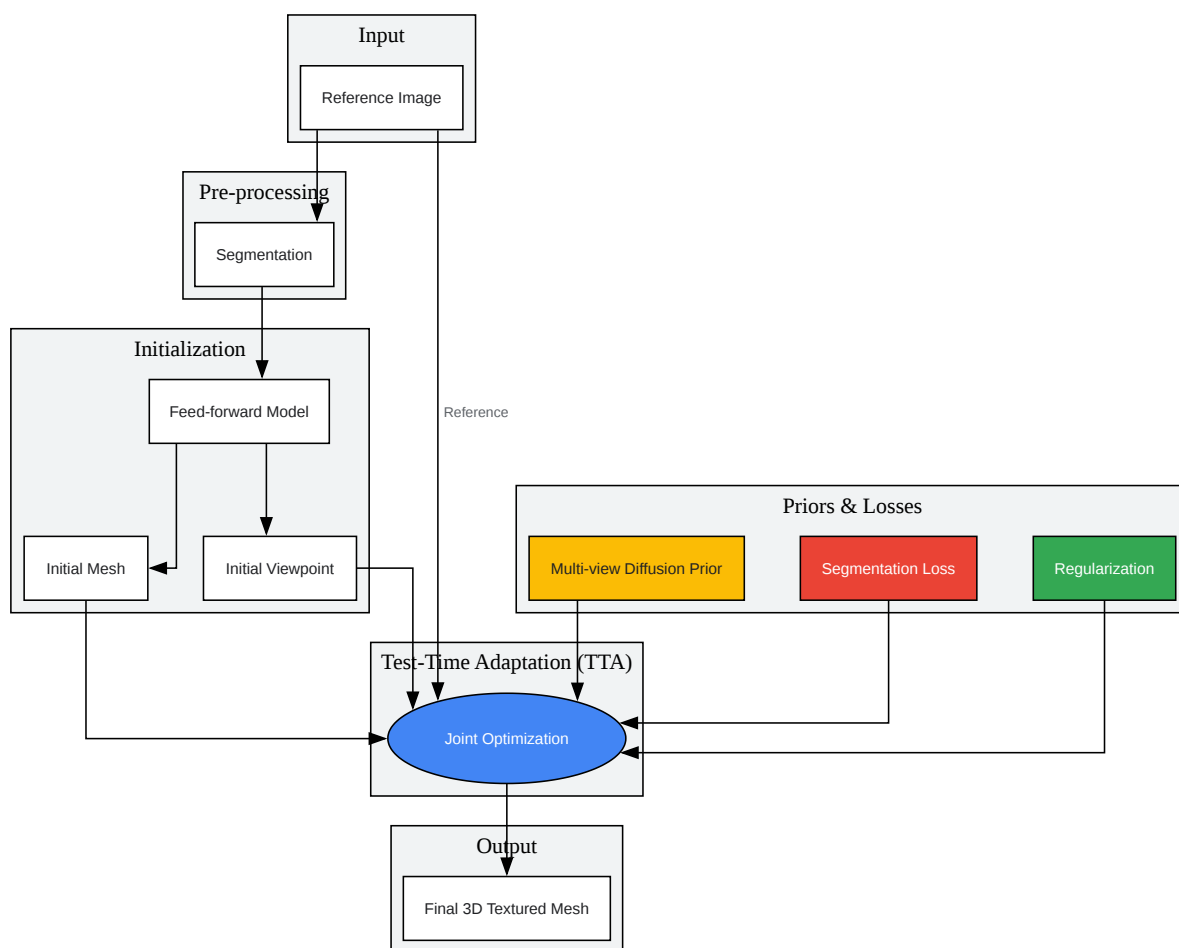 Input
Reference Image
Pre-processing
Segmentation
Initialization
Feed-forward Model
Reference
Initial Mesh
Initial Viewpoint
Priors & Losses
Multi-view Diffusion Prior
Segmentation Loss
Regularization
Test-Time Adaptation (TTA)
Joint Optimization
Output
Final 3D Textured Mesh